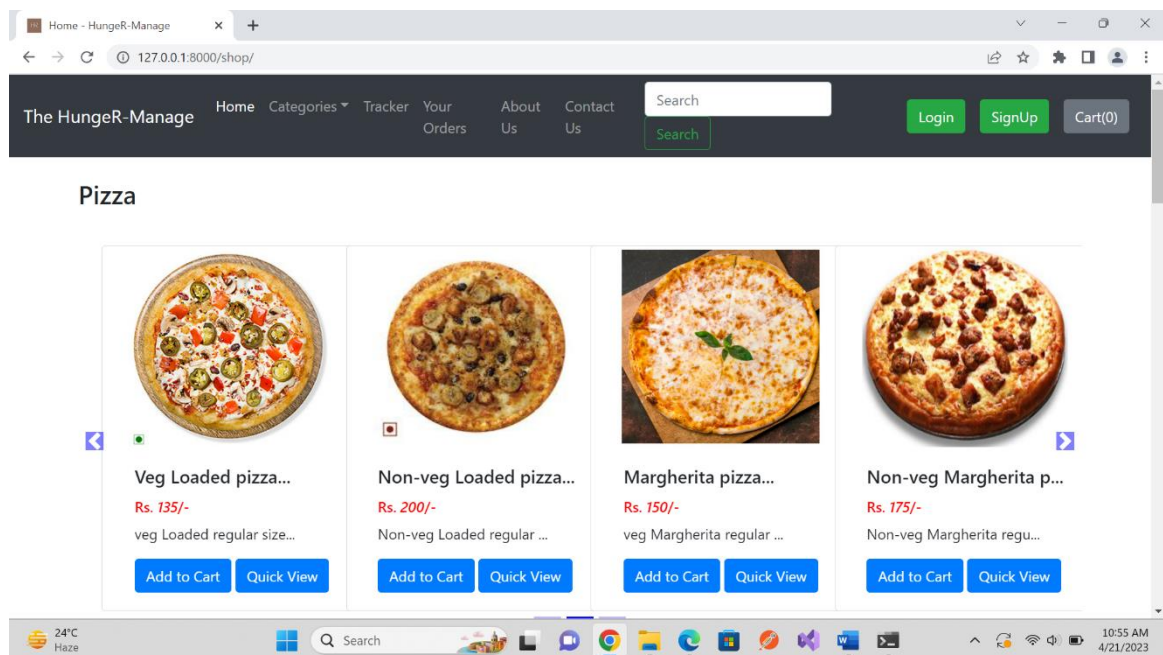 Home - HungeR-Manage
127.0.0.1:8000/shop/
The HungeR-Manage
Home Categories Tracker Your Orders About Us Contact Us
Search
Search
Login SignUp Cart(0)
Pizza
Veg Loaded pizza... Non-veg Loaded pizza... Margherita pizza... Non-veg Margherita p...
Rs. 135/- Rs. 200/- Rs. 150/- Rs. 175/-
veg Loaded regular size... Non-veg Loaded regular ... veg Margherita regular ... Non-veg Margherita regu...
Add to Cart Quick View Add to Cart Quick View Add to Cart Quick View Add to Cart Quick View
24°C
Haze
Search
10:55 AM
4/21/2023